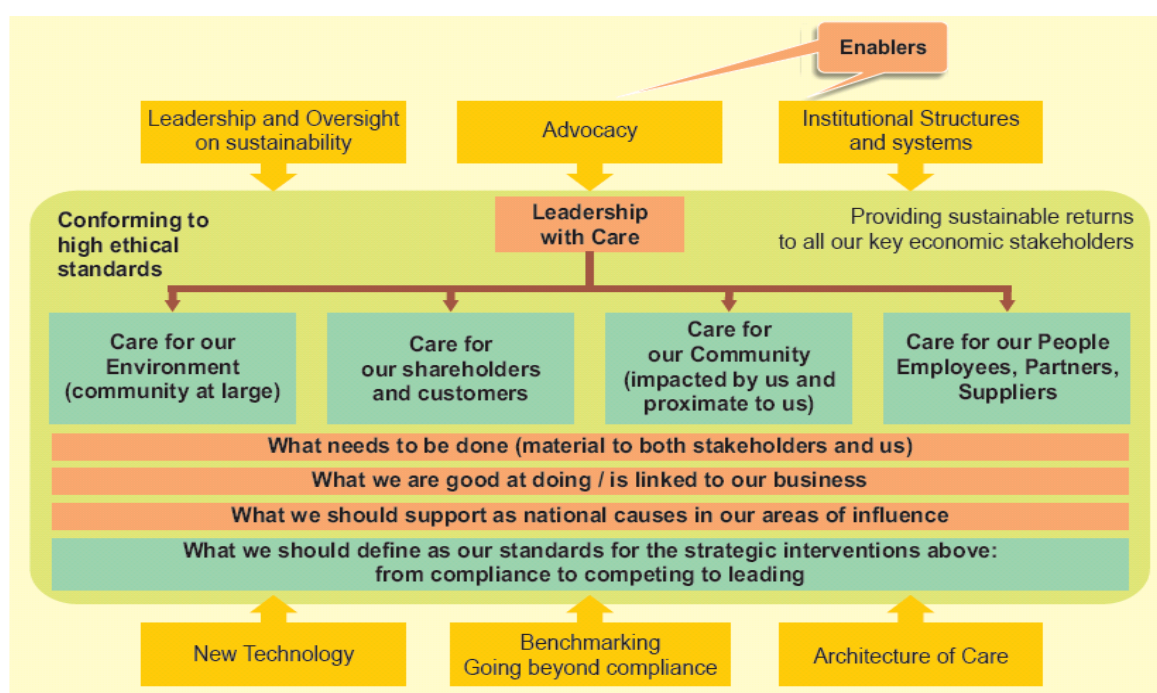 Enablers
Leadership and Oversight
on sustainability
Advocacy
Institutional Structures
and systems
Conforming to
high ethical
standards
Leadership
with Care
Providing sustainable returns
to all our key economic stakeholders
Care for our
Environment
(community at large)
Care for
our shareholders
and customers
Care for
our Community
(impacted by us and
proximate to us)
Care for our People
Employees, Partners,
Suppliers
What needs to be done (material to both stakeholders and us)
What we are good at doing / is linked to our business
What we should support as national causes in our areas of influence
What we should define as our standards for the strategic interventions above:
from compliance to competing to leading
New Technology
Benchmarking
Going beyond compliance
Architecture of Care